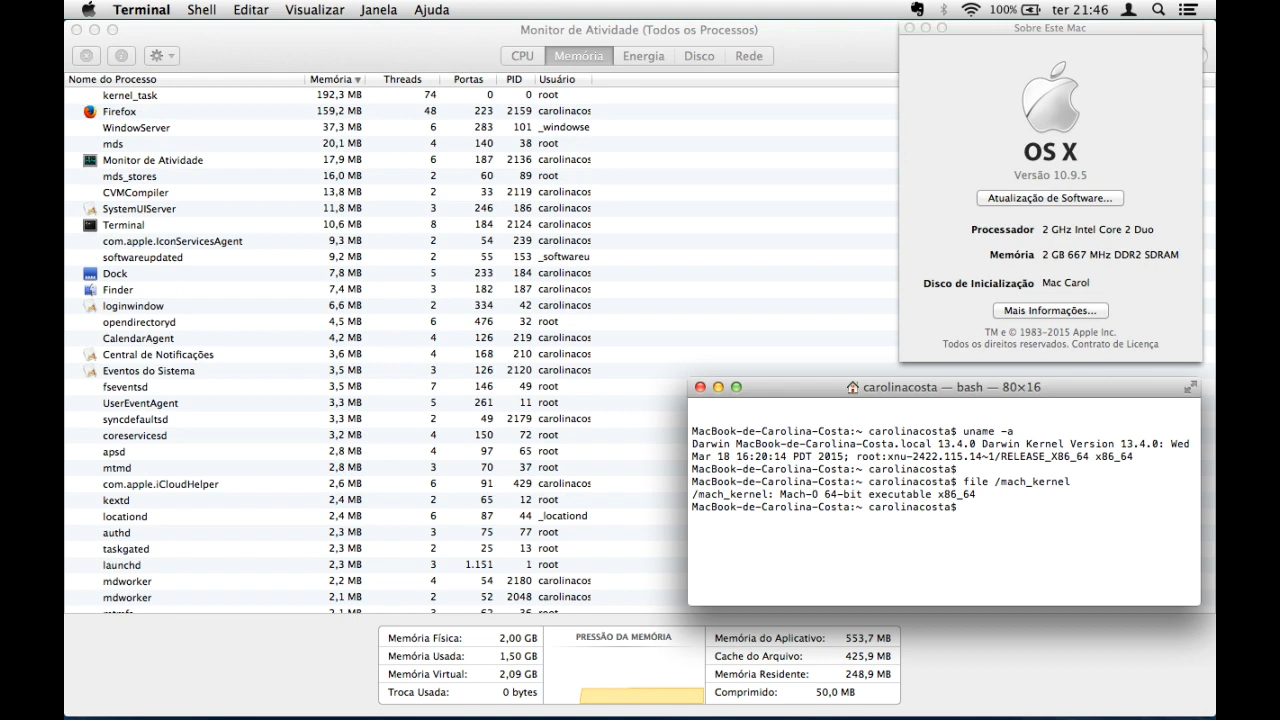 Terminal Shell Editar Visualizar Janela Ajuda 100% ter 21:46
Monitor de Atividade (Todos os Processos)
CPU Memória Energia Disco Rede
Nome do Processo Memória Threads Portas PID Usuário
kernel_task 192,3 MB 74 0 0 root
Firefox 159,2 MB 48 223 2159 carolinacos
WindowServer 37,3 MB 6 283 101 _windowse
mds 20,1 MB 4 140 38 root
Monitor de Atividade 17,9 MB 6 187 2136 carolinacos
mds_stores 16,0 MB 2 60 89 root
CVMCompiler 13,8 MB 2 33 2119 carolinacos
SystemUIServer 11,8 MB 3 246 186 carolinacos
Terminal 10,6 MB 8 184 2124 carolinacos
com.apple.IconServicesAgent 9,3 MB 2 54 239 carolinacos
softwareupdated 9,2 MB 2 55 153 _softwareu
Dock 7,8 MB 5 233 184 carolinacos
Finder 7,4 MB 3 182 187 carolinacos
loginwindow 6,6 MB 2 334 42 carolinacos
opendirectoryd 4,5 MB 6 476 32 root
CalendarAgent 4,2 MB 4 126 219 carolinacos
Central de Notificações 3,6 MB 4 168 210 carolinacos
Eventos do Sistema 3,5 MB 3 126 2120 carolinacos
fseventsd 3,5 MB 7 146 49 root
UserEventAgent 3,3 MB 5 261 11 root
syncdefaultsd 3,3 MB 2 49 2179 carolinacos
coreservicesd 3,2 MB 4 150 72 root
apsd 2,8 MB 4 97 65 root
mtmd 2,8 MB 3 70 37 root
com.apple.iCloudHelper 2,6 MB 6 91 429 carolinacos
kextd 2,4 MB 2 65 12 root
locationd 2,4 MB 6 87 44 _locationd
authd 2,3 MB 3 75 77 root
taskgated 2,3 MB 2 25 13 root
launchd 2,3 MB 3 1.151 1 root
mdworker 2,2 MB 4 54 2180 carolinacos
mdworker 2,1 MB 2 52 2048 carolinacos
mtmfs 2,1 MB 3 62 36 root
Memória Física: 2,00 GB
Memória Usada: 1,50 GB
Memória Virtual: 2,09 GB
Troca Usada: 0 bytes
PRESSÃO DA MEMÓRIA
Memória do Aplicativo: 553,7 MB
Cache do Arquivo: 425,9 MB
Memória Residente: 248,9 MB
Comprimido: 50,0 MB
Sobre Este Mac
OS X
Versão 10.9.5
Atualização de Software...
Processador 2 GHz Intel Core 2 Duo
Memória 2 GB 667 MHz DDR2 SDRAM
Disco de Inicialização Mac Carol
Mais Informações...
TM e © 1983-2015 Apple Inc.
Todos os direitos reservados. Contrato de Licença
carolinacosta — bash — 80×16
MacBook-de-Carolina-Costa:~ carolinacosta$ uname -a
Darwin MacBook-de-Carolina-Costa.local 13.4.0 Darwin Kernel Version 13.4.0: Wed
Mar 18 16:20:14 PDT 2015; root:xnu-2422.115.14~1/RELEASE_X86_64 x86_64
MacBook-de-Carolina-Costa:~ carolinacosta$
MacBook-de-Carolina-Costa:~ carolinacosta$ file /mach_kernel
/mach_kernel: Mach-O 64-bit executable x86_64
MacBook-de-Carolina-Costa:~ carolinacosta$